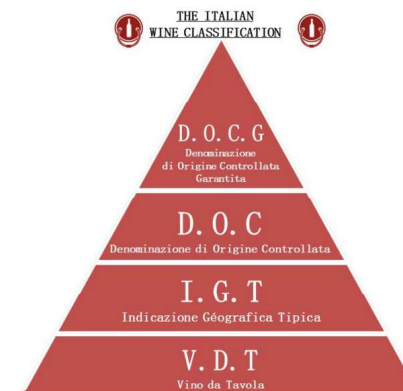 THE ITALIAN
WINE CLASSIFICATION
D.O.C.G
Denominazione
di Origine Controllata
Garantita
D.O.C
Denominazione di Origine Controllata
I.G.T
Indicazione Géografica Tipica
V.D.T
Vino da Tavola